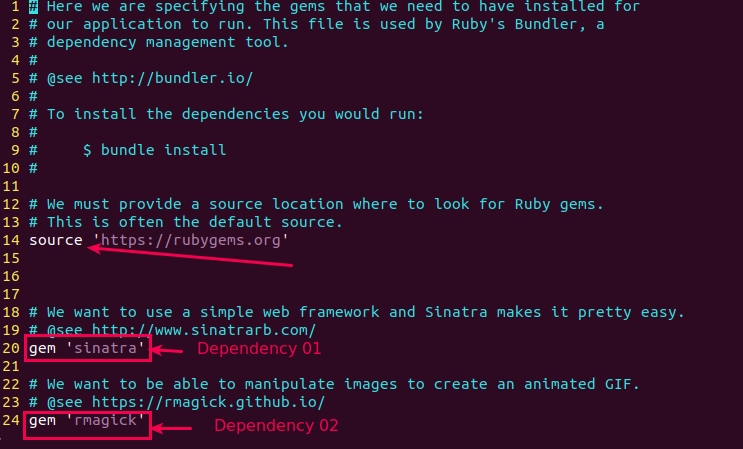 1 # Here we are specifying the gems that we need to have installed for
2 # our application to run. This file is used by Ruby's Bundler, a
3 # dependency management tool.
4 #
5 # @see http://bundler.io/
6 #
7 # To install the dependencies you would run:
8 #
9 #     $ bundle install
10 #
11
12 # We must provide a source location where to look for Ruby gems.
13 # This is often the default source.
14 source 'https://rubygems.org'
15
16
17
18 # We want to use a simple web framework and Sinatra makes it pretty easy.
19 # @see http://www.sinatrarb.com/
20 gem 'sinatra' Dependency 01
21
22 # We want to be able to manipulate images to create an animated GIF.
23 # @see https://rmagick.github.io/
24 gem 'rmagick' Dependency 02